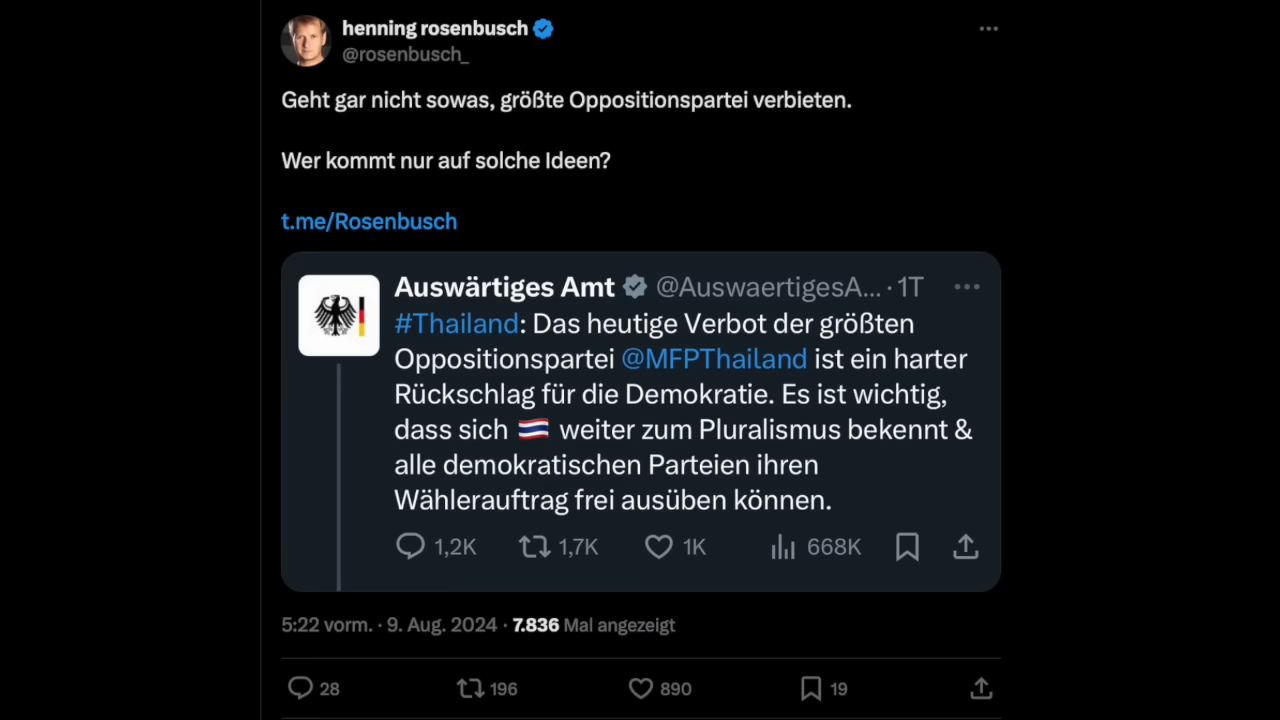 henning rosenbusch
@rosenbusch_
Geht gar nicht sowas, größte Oppositionspartei verbieten.
Wer kommt nur auf solche Ideen?
t.me/Rosenbusch
Auswärtiges Amt @AuswaertigesA... · 1T
#Thailand: Das heutige Verbot der größten
Oppositionspartei @MFPThailand ist ein harter
Rückschlag für die Demokratie. Es ist wichtig,
dass sich 🇹🇭 weiter zum Pluralismus bekennt &
alle demokratischen Parteien ihren
Wählerauftrag frei ausüben können.
1,2K 1,7K 1K 668K
5:22 vorm. · 9. Aug. 2024 · 7.836 Mal angezeigt
28 196 890 19